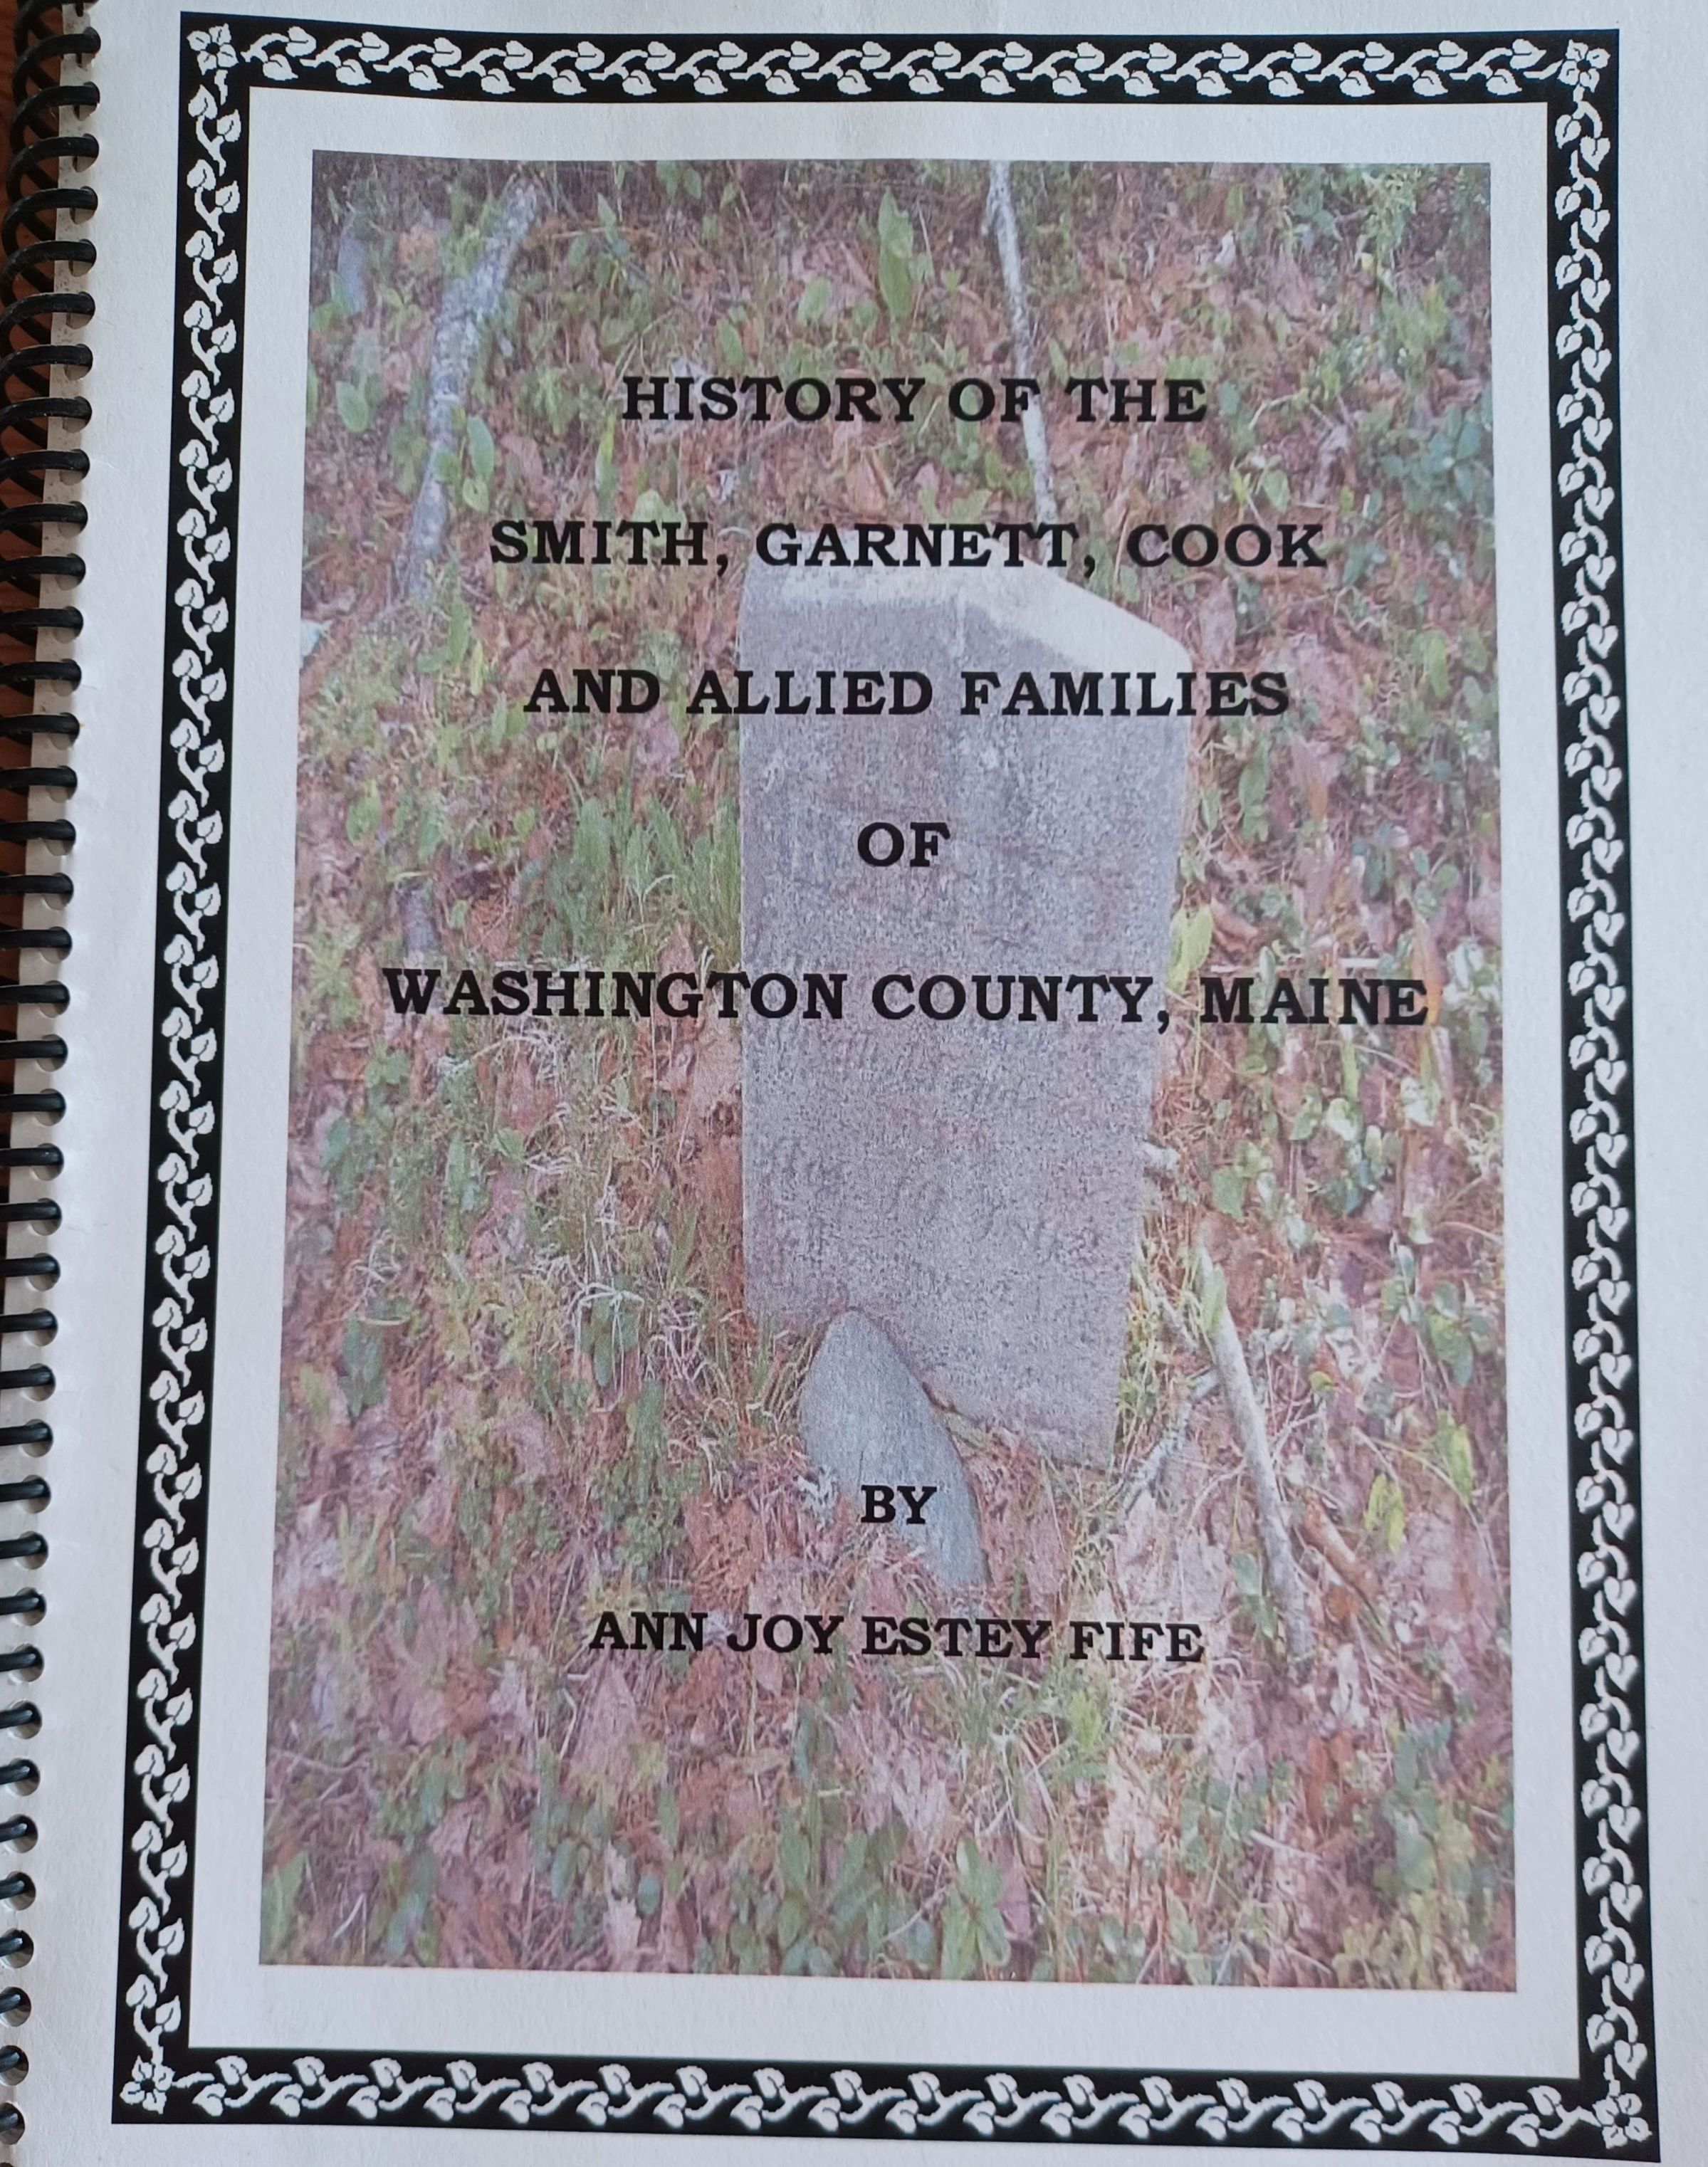 HISTORY OF THE
SMITH, GARNETT, COOK
AND ALLIED FAMILIES
OF
WASHINGTON COUNTY, MAINE
BY
ANN JOY ESTEY FIFE